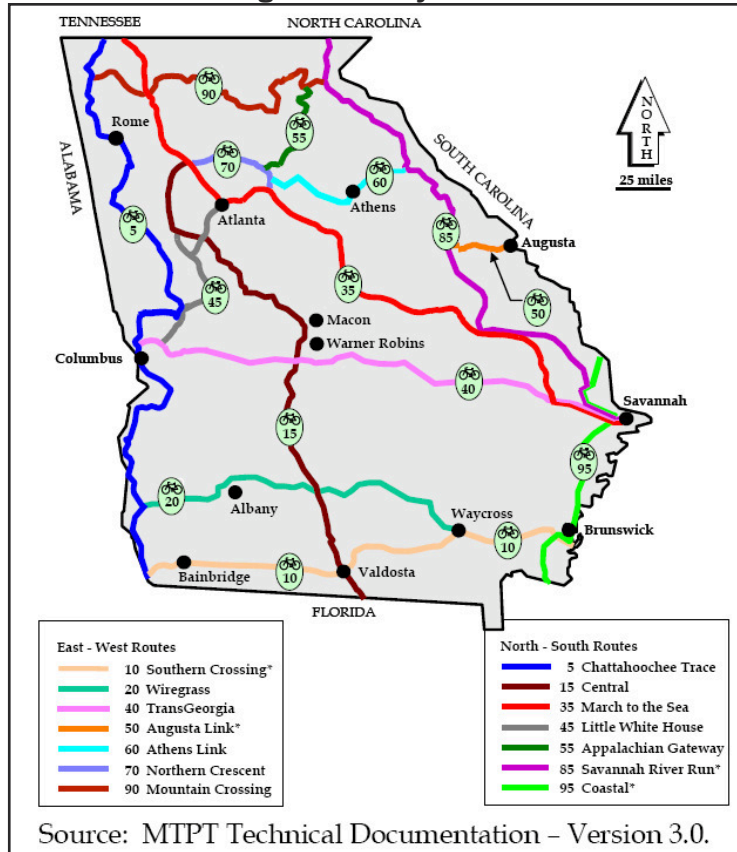 TENNESSEE
NORTH CAROLINA
90
Rome
55
NORTH
25 miles
ALABAMA
70
SOUTH CAROLINA
60
Atlanta
Athens
5
85
Augusta
45
35
50
Macon
Warner Robins
Columbus
40
Savannah
15
95
20
Albany
Waycross
10
Brunswick
Bainbridge
10
Valdosta
FLORIDA
East - West Routes
10 Southern Crossing*
20 Wiregrass
40 TransGeorgia
50 Augusta Link*
60 Athens Link
70 Northern Crescent
90 Mountain Crossing
North - South Routes
5 Chattahoochee Trace
15 Central
35 March to the Sea
45 Little White House
55 Appalachian Gateway
85 Savannah River Run*
95 Coastal*
Source: MTPT Technical Documentation – Version 3.0.